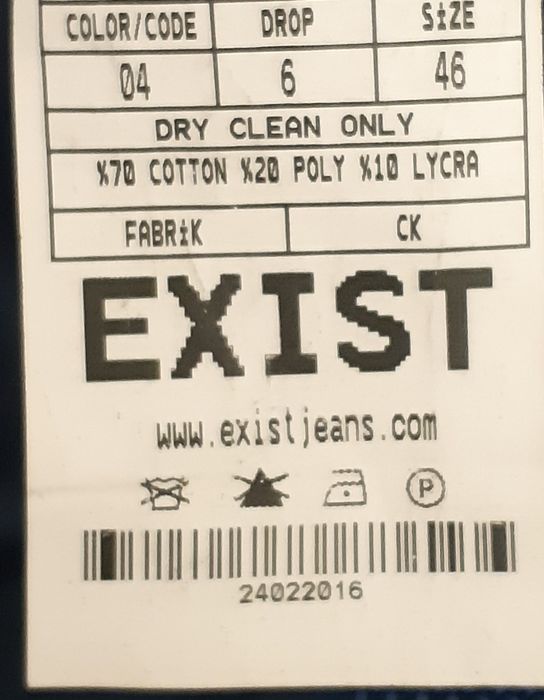 COLOR/CODE DROP SİZE
04 6 46
DRY CLEAN ONLY
%70 COTTON %20 POLY %10 LYCRA
FABRİK CK
EXIST
www.existjeans.com
P
24022016